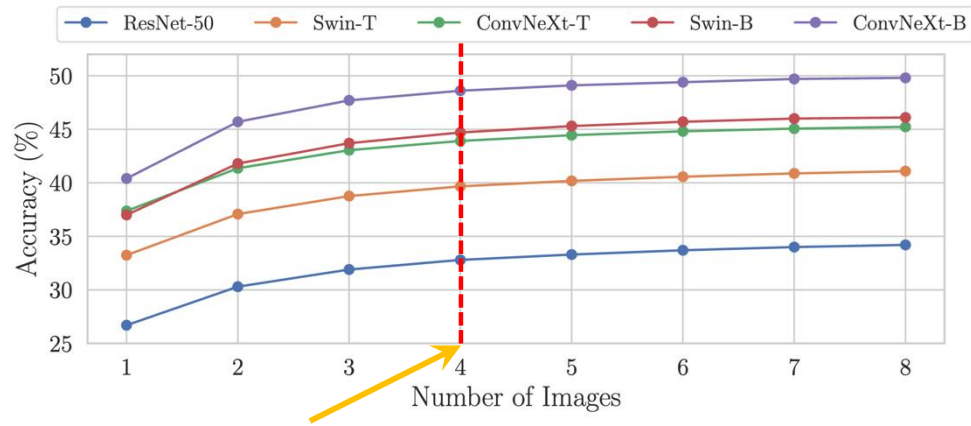 ResNet-50 Swin-T ConvNeXt-T Swin-B ConvNeXt-B
Accuracy (%)
50
45
40
35
30
25
1 2 3 4 5 6 7 8
Number of Images